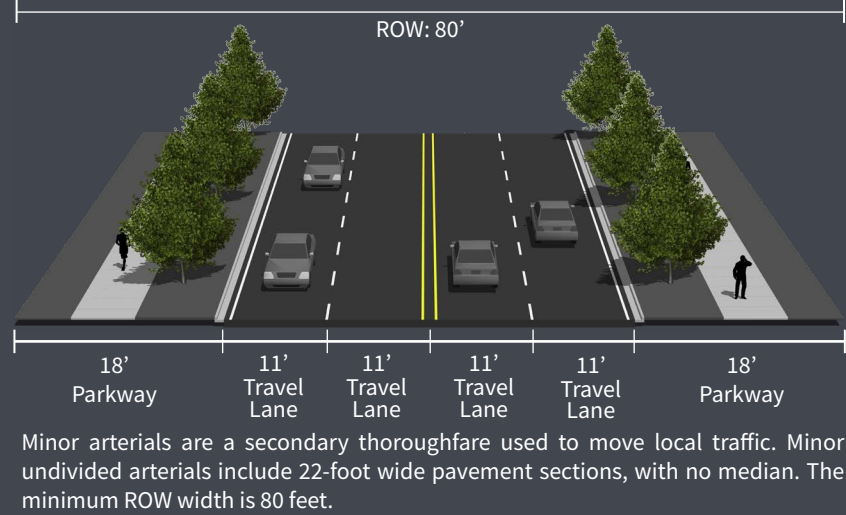 ROW: 80’
18’
Parkway
11’
Travel
Lane
11’
Travel
Lane
11’
Travel
Lane
11’
Travel
Lane
18’
Parkway
Minor arterials are a secondary thoroughfare used to move local traffic. Minor
undivided arterials include 22-foot wide pavement sections, with no median. The
minimum ROW width is 80 feet.